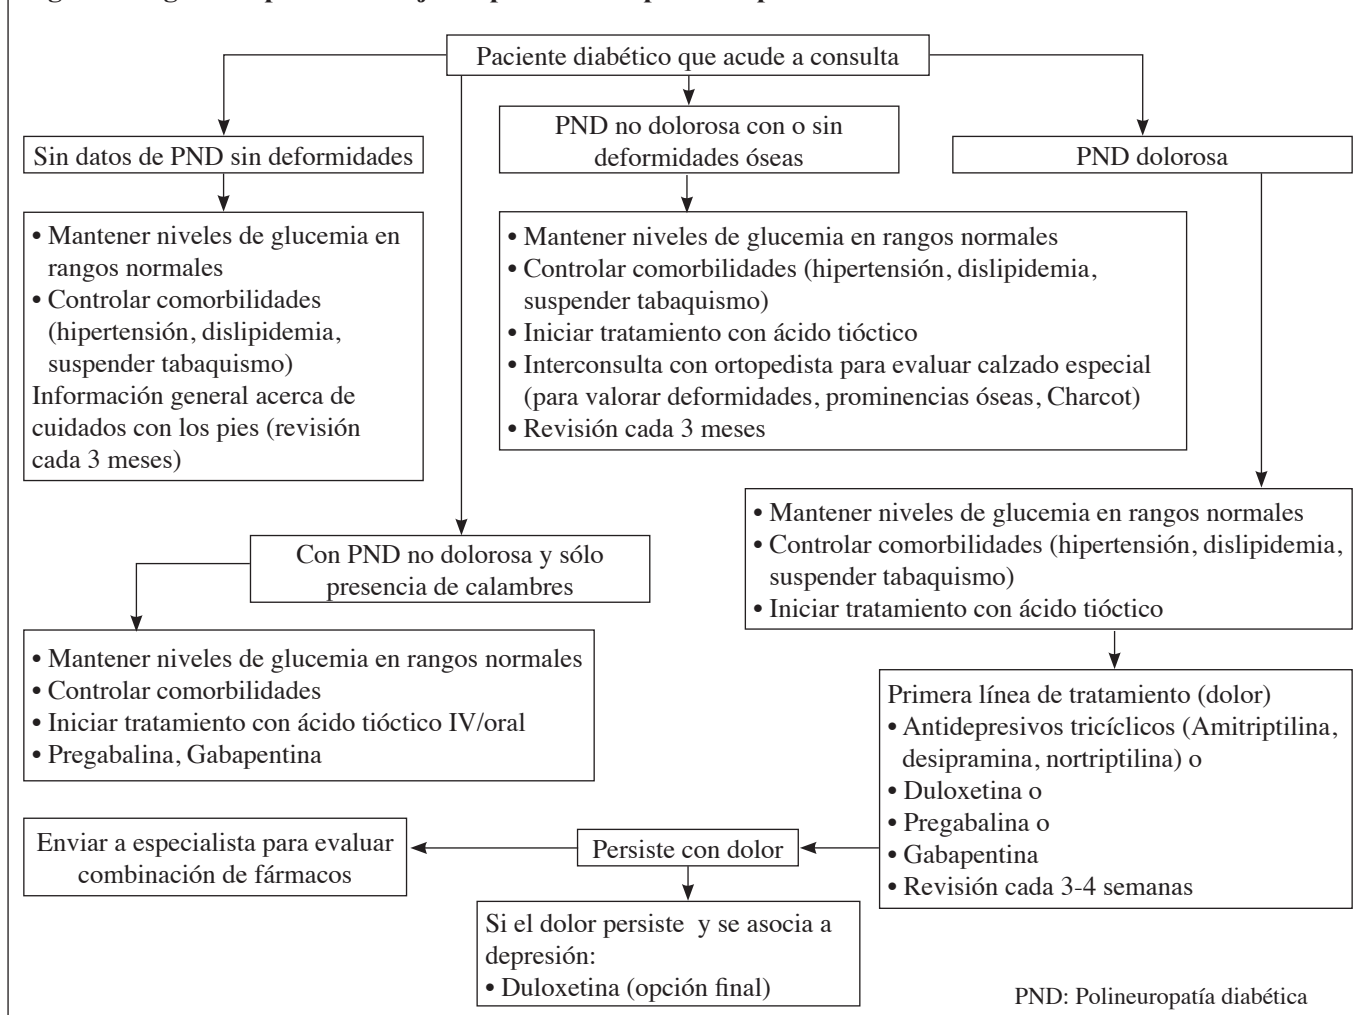 Paciente diabético que acude a consulta
Sin datos de PND sin deformidades
PND no dolorosa con o sin
deformidades óseas
PND dolorosa
• Mantener niveles de glucemia en
rangos normales
• Controlar comorbilidades
(hipertensión, dislipidemia,
suspender tabaquismo)
Información general acerca de
cuidados con los pies (revisión
cada 3 meses)
• Mantener niveles de glucemia en rangos normales
• Controlar comorbilidades (hipertensión, dislipidemia,
suspender tabaquismo)
• Iniciar tratamiento con ácido tióctico
• Interconsulta con ortopedista para evaluar calzado especial
(para valorar deformidades, prominencias óseas, Charcot)
• Revisión cada 3 meses
Con PND no dolorosa y sólo
presencia de calambres
• Mantener niveles de glucemia en rangos normales
• Controlar comorbilidades (hipertensión, dislipidemia,
suspender tabaquismo)
• Iniciar tratamiento con ácido tióctico
• Mantener niveles de glucemia en rangos normales
• Controlar comorbilidades
• Iniciar tratamiento con ácido tióctico IV/oral
• Pregabalina, Gabapentina
Primera línea de tratamiento (dolor)
• Antidepresivos tricíclicos (Amitriptilina,
desipramina, nortriptilina) o
• Duloxetina o
• Pregabalina o
• Gabapentina
• Revisión cada 3-4 semanas
Persiste con dolor
Enviar a especialista para evaluar
combinación de fármacos
Si el dolor persiste y se asocia a
depresión:
• Duloxetina (opción final)
PND: Polineuropatía diabética